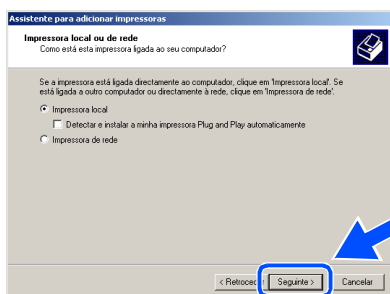 Assistente para adicionar impressoras
Impressora local ou de rede
Como está esta impressora ligada ao seu computador?
Se a impressora está ligada directamente ao computador, clique em 'Impressora local'. Se
está ligada a outro computador ou directamente à rede, clique em 'Impressora de rede'.
Impressora local
Detectar e instalar a minha impressora Plug and Play automaticamente
Impressora de rede
< Retroceder Seguinte > Cancelar